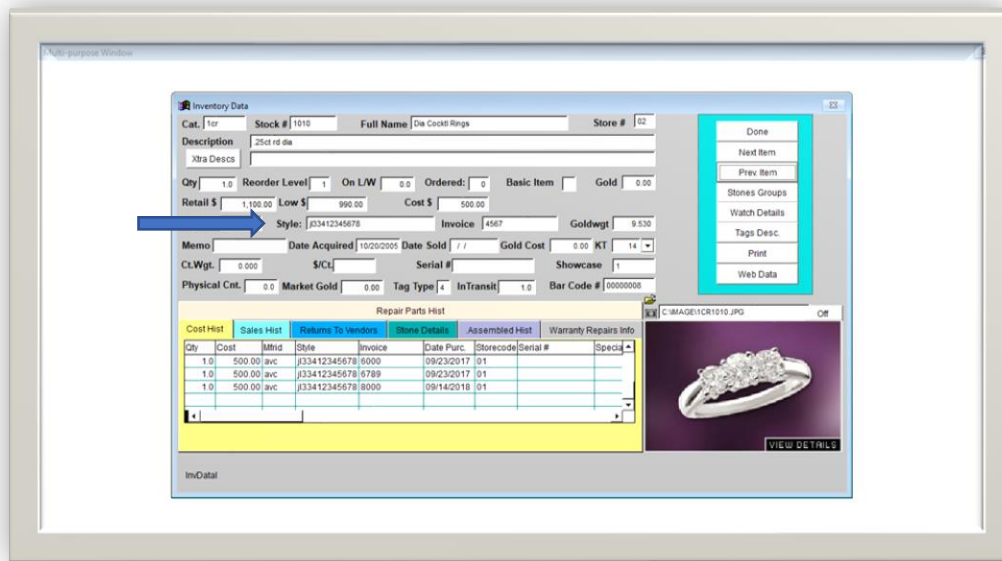 Multi-purpose Window
Inventory Data
Cat. 1cr Stock # 1010 Full Name Dia Cocktl Rings Store # 02
Description .25ct rd dia
Xtra Descs
Qty 1.0 Reorder Level 1 On L/W 0.0 Ordered: 0 Basic Item Gold 0.00
Retail $ 1,100.00 Low $ 990.00 Cost $ 500.00
Style: jl33412345678 Invoice 4567 Goldwgt 9.530
Memo Date Acquired 10/20/2005 Date Sold / / Gold Cost 0.00 KT 14
Ct.Wgt. 0.000 $/Ct. Serial # Showcase 1
Physical Cnt. 0.0 Market Gold 0.00 Tag Type 4 InTransit 1.0 Bar Code # 00000008
Done
Next Item
Prev. Item
Stones Groups
Watch Details
Tags Desc.
Print
Web Data
Repair Parts Hist
C:\IMAGE\1CR1010.JPG Off
Cost Hist Sales Hist Returns To Vendors Stone Details Assembled Hist Warranty Repairs Info
Qty Cost Mfrid Style Invoice Date Purc. Storecode Serial # Specia
1.0 500.00 avc jl33412345678 6000 09/23/2017 01
1.0 500.00 avc jl33412345678 6789 09/23/2017 01
1.0 500.00 avc jl33412345678 8000 09/14/2018 01
VIEW DETAILS
InvDataI